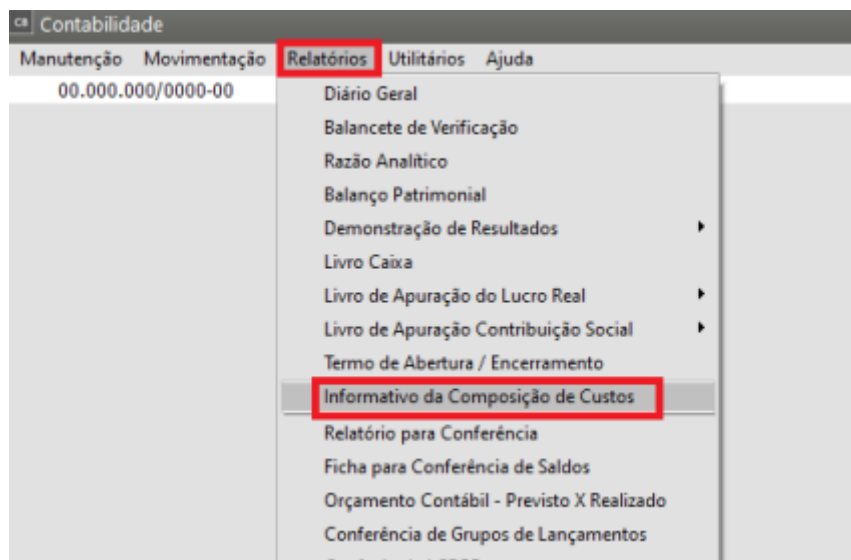 CB Contabilidade
Manutenção Movimentação Relatórios Utilitários Ajuda
00.000.000/0000-00
Diário Geral
Balancete de Verificação
Razão Analítico
Balanço Patrimonial
Demonstração de Resultados
Livro Caixa
Livro de Apuração do Lucro Real
Livro de Apuração Contribuição Social
Termo de Abertura / Encerramento
Informativo da Composição de Custos
Relatório para Conferência
Ficha para Conferência de Saldos
Orçamento Contábil - Previsto X Realizado
Conferência de Grupos de Lançamentos